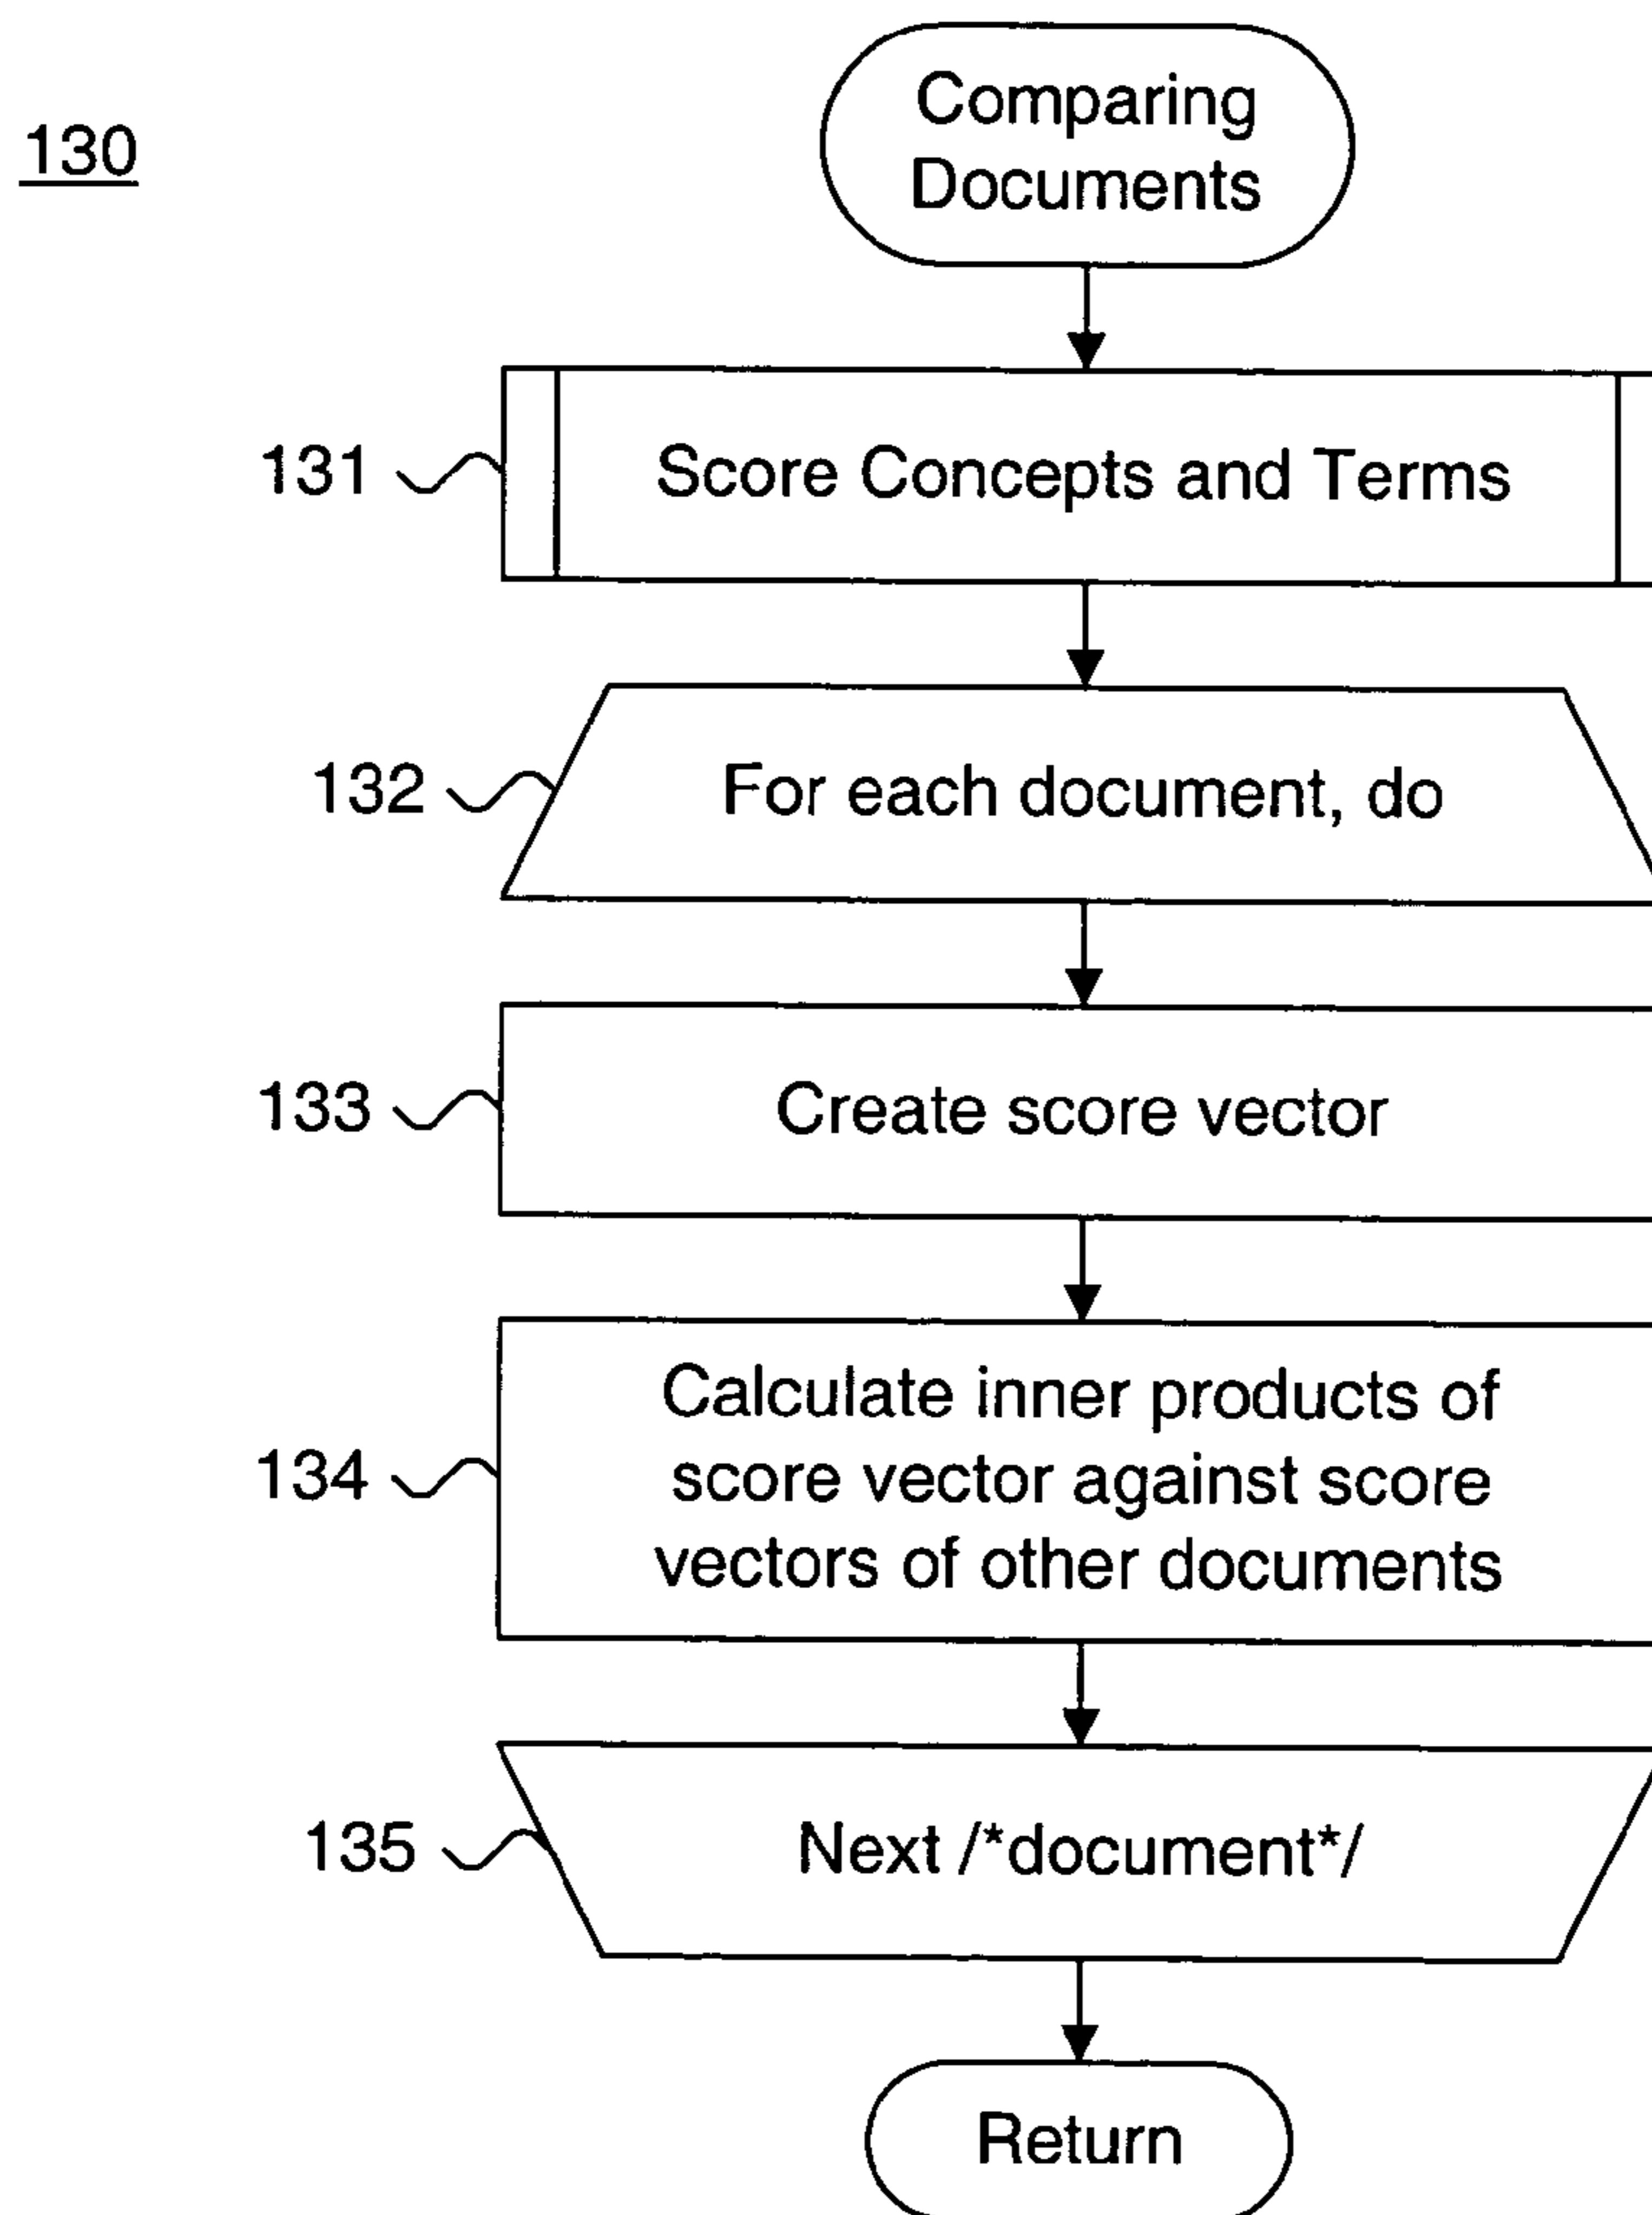 130
Comparing
Documents
131
Score Concepts and Terms
132
For each document, do
133
Create score vector
134
Calculate inner products of
score vector against score
vectors of other documents
135
Next /*document*/
Return